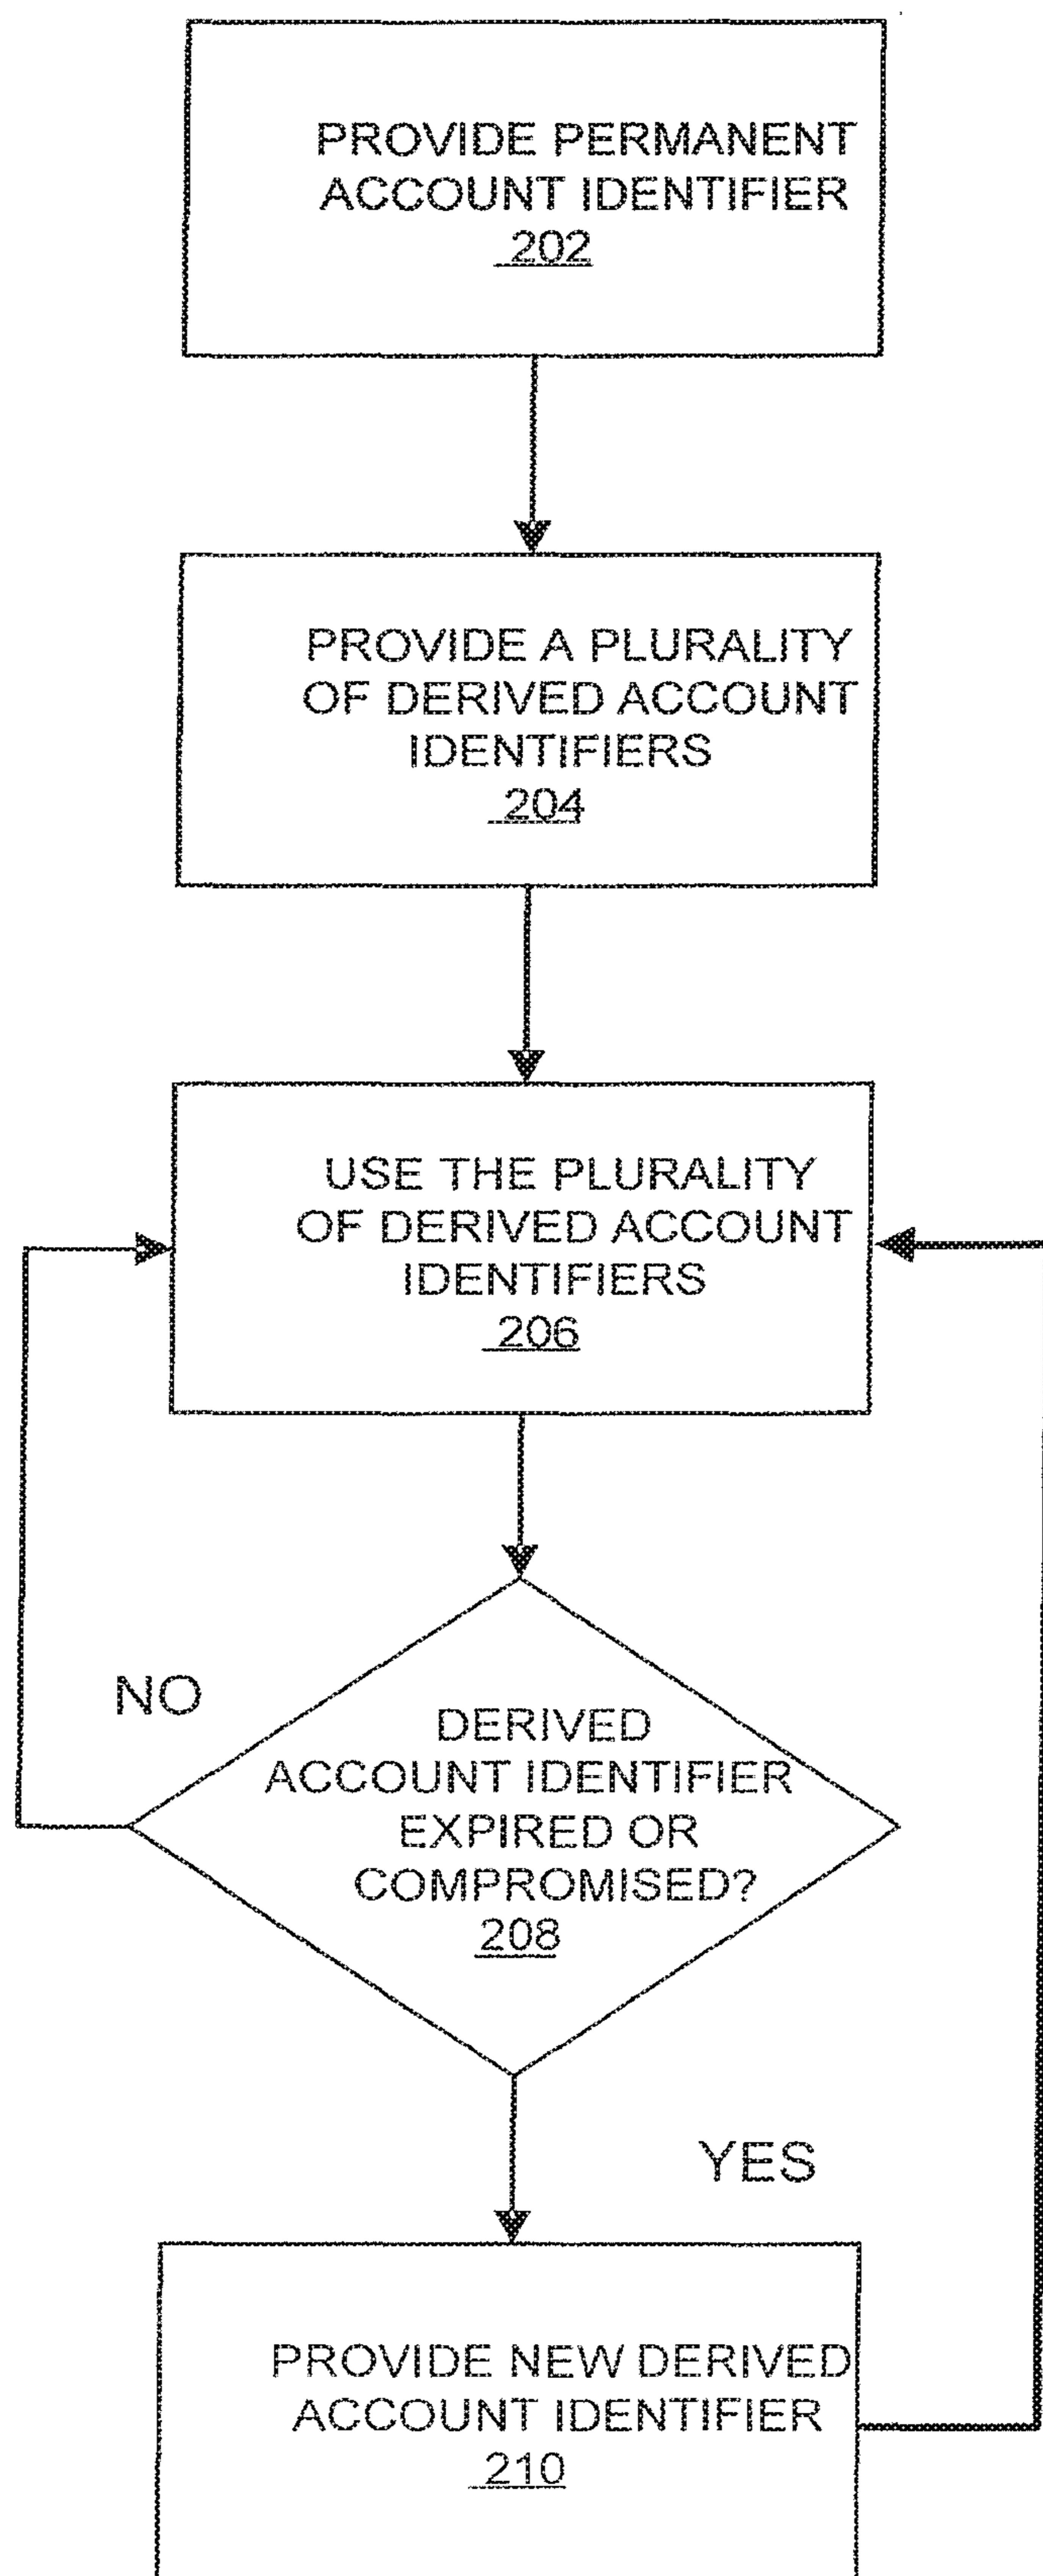 PROVIDE PERMANENT
ACCOUNT IDENTIFIER
202
PROVIDE A PLURALITY
OF DERIVED ACCOUNT
IDENTIFIERS
204
USE THE PLURALITY
OF DERIVED ACCOUNT
IDENTIFIERS
206
NO
DERIVED
ACCOUNT IDENTIFIER
EXPIRED OR
COMPROMISED?
208
YES
PROVIDE NEW DERIVED
ACCOUNT IDENTIFIER
210